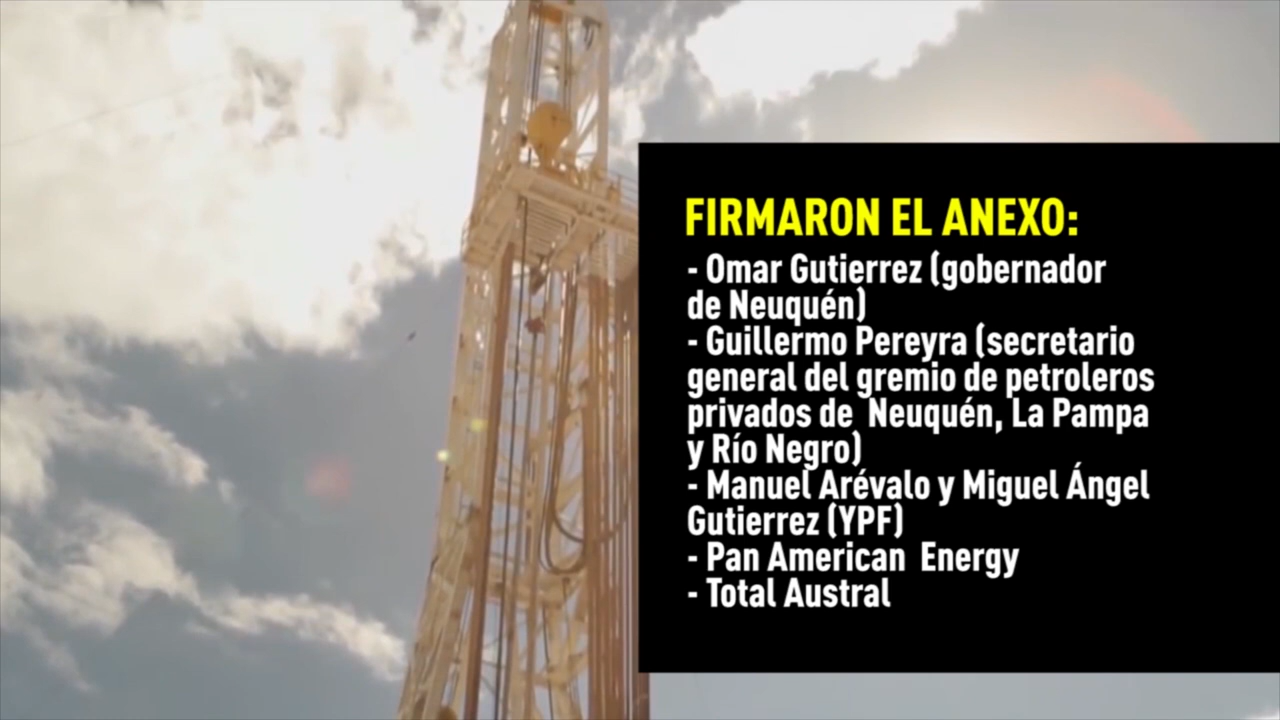 FIRMARON EL ANEXO:
- Omar Gutierrez (gobernador
de Neuquén)
- Guillermo Pereyra (secretario
general del gremio de petroleros
privados de  Neuquén, La Pampa
y Río Negro)
- Manuel Arévalo y Miguel Ángel
Gutierrez (YPF)
- Pan American  Energy
- Total Austral